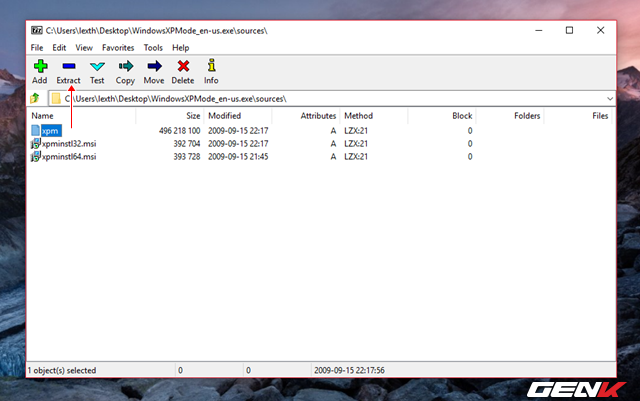 C:\Users\lexth\Desktop\WindowsXPMode_en-us.exe\sources\
File Edit View Favorites Tools Help
Add Extract Test Copy Move Delete Info
C:\Users\lexth\Desktop\WindowsXPMode_en-us.exe\sources\
Name Size Modified Attributes Method Block Folders Files
xpm 496 218 100 2009-09-15 22:17 A LZX:21 0
xpminstl32.msi 392 704 2009-09-15 22:17 A LZX:21 0
xpminstl64.msi 393 728 2009-09-15 21:45 A LZX:21 0
1 object(s) selected 0 0 2009-09-15 22:17:56
GENK